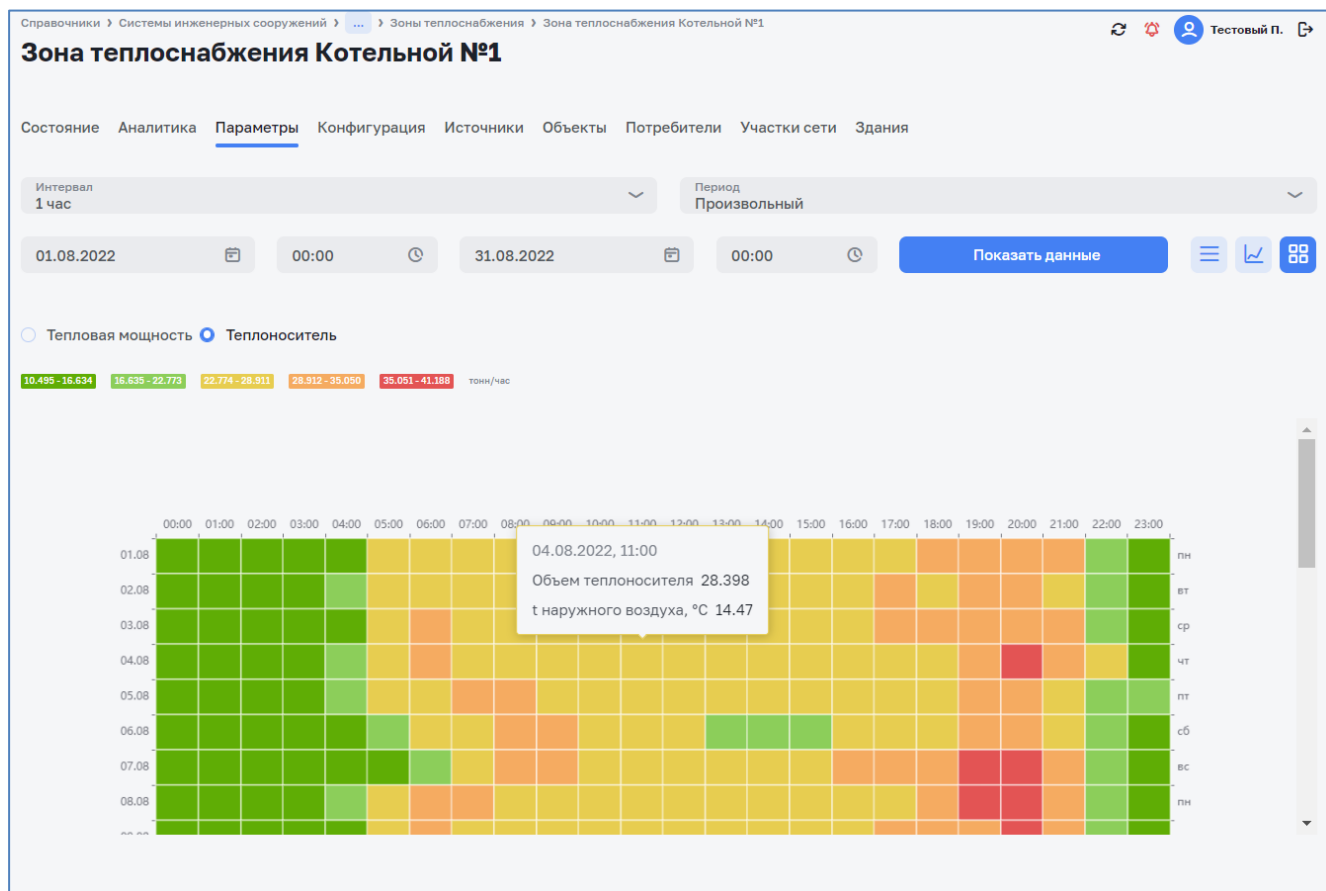 Справочники › Системы инженерных сооружений › ... › Зоны теплоснабжения › Зона теплоснабжения Котельной №1
Тестовый П.
Зона теплоснабжения Котельной №1
Состояние Аналитика Параметры Конфигурация Источники Объекты Потребители Участки сети Здания
Интервал
1 час
Период
Произвольный
01.08.2022 00:00 31.08.2022 00:00 Показать данные
Тепловая мощность Теплоноситель
10.495 - 16.634 16.635 - 22.773 22.774 - 28.911 28.912 - 35.050 35.051 - 41.188 тонн/час
00:00 01:00 02:00 03:00 04:00 05:00 06:00 07:00 08:00 09:00 10:00 11:00 12:00 13:00 14:00 15:00 16:00 17:00 18:00 19:00 20:00 21:00 22:00 23:00
04.08.2022, 11:00
Объем теплоносителя 28.398
t наружного воздуха, °C 14.47
01.08 пн
02.08 вт
03.08 ср
04.08 чт
05.08 пт
06.08 сб
07.08 вс
08.08 пн